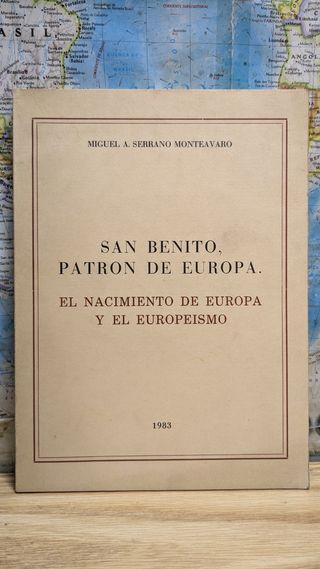 MIGUEL A. SERRANO MONTEAVARO
SAN BENITO,
PATRON DE EUROPA.
EL NACIMIENTO DE EUROPA
Y EL EUROPEISMO
1983